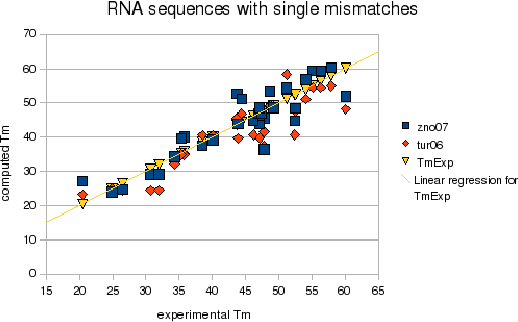 RNA sequences with single mismatches
70
60
50
40
30
20
10
0
computed Tm
15 20 25 30 35 40 45 50 55 60 65
experimental Tm
zno07
tur06
TmExp
Linear regression for
TmExp